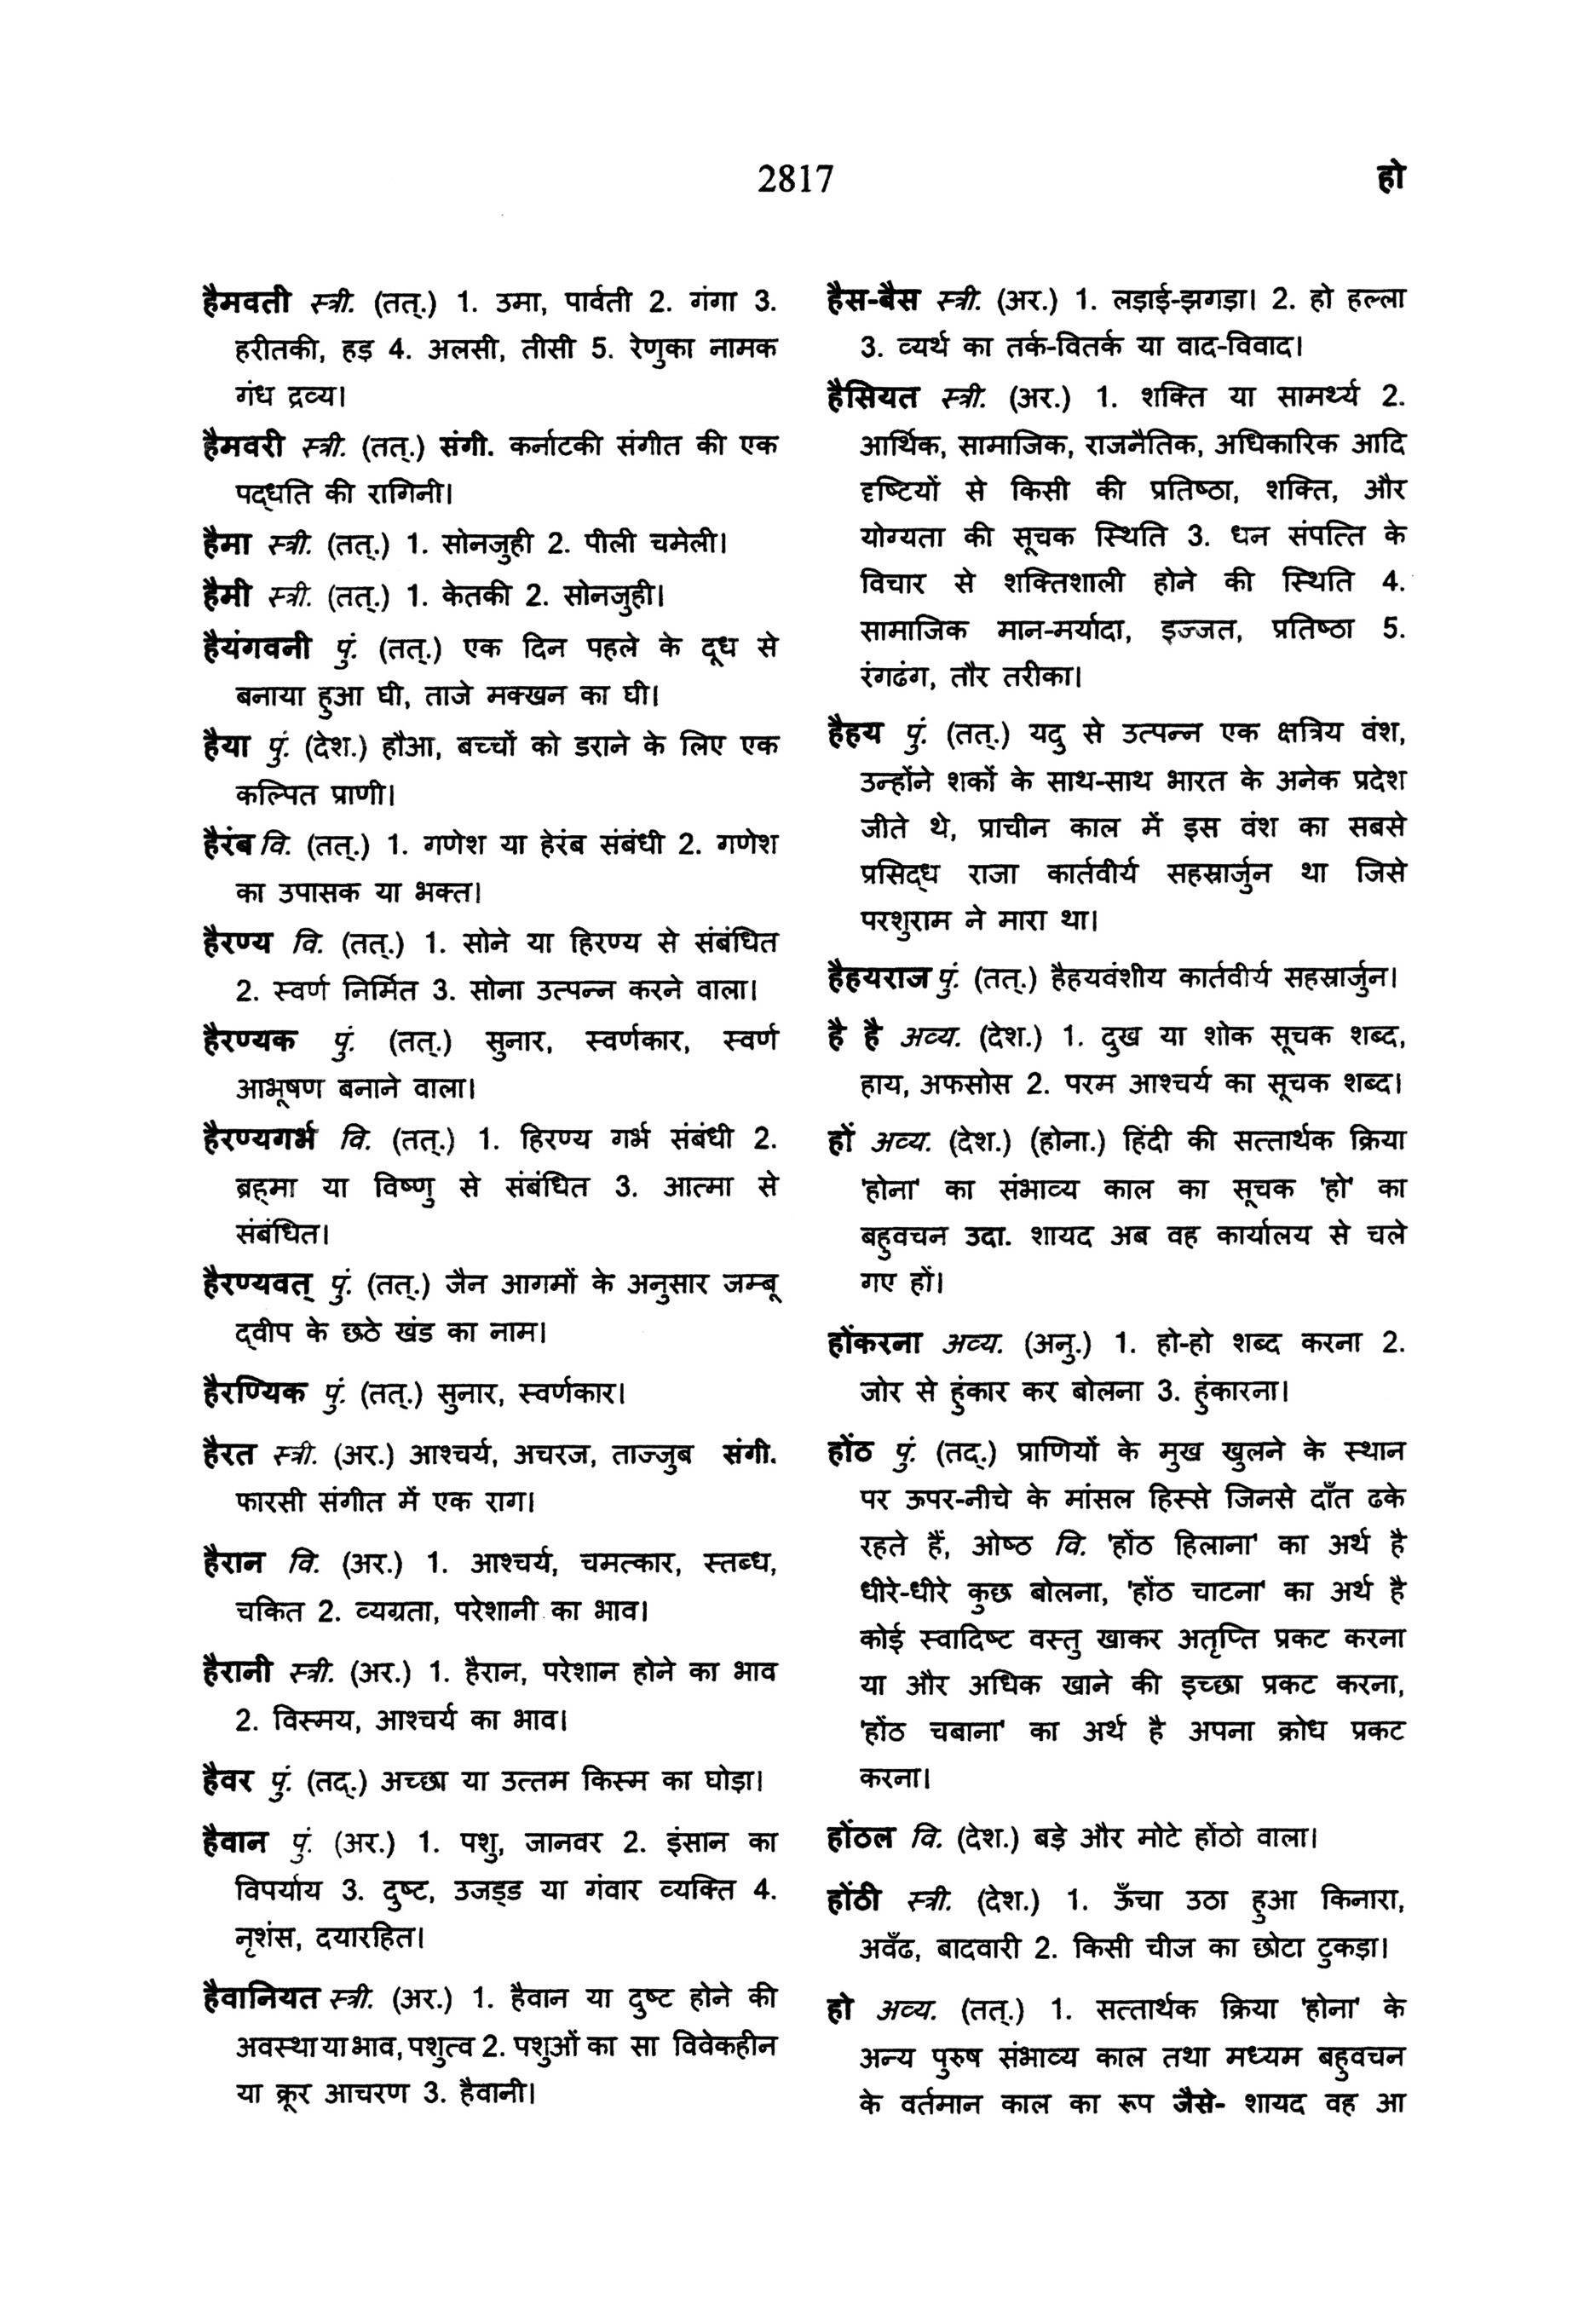 2817
हो
हैमवती स्त्री. (तत्.) 1. उमा, पार्वती 2. गंगा 3.
हरीतकी, हड़ 4. अलसी, तीसी 5. रेणुका नामक
गंध द्रव्य।
हैमवरी स्त्री. (तत्.) संगी. कर्नाटकी संगीत की एक
पद्धति की रागिनी।
हैमा स्त्री. (तत्.) 1. सोनजुही 2. पीली चमेली।
हैमी स्त्री. (तत्.) 1. केतकी 2. सोनजुही।
हैयंगवनी पुं. (तत्.) एक दिन पहले के दूध से
बनाया हुआ घी, ताजे मक्खन का घी।
हैया पुं. (देश.) हौआ, बच्चों को डराने के लिए एक
कल्पित प्राणी।
हैरंब वि. (तत्.) 1. गणेश या हेरंब संबंधी 2. गणेश
का उपासक या भक्त।
हैरण्य वि. (तत्.) 1. सोने या हिरण्य से संबंधित
2. स्वर्ण निर्मित 3. सोना उत्पन्न करने वाला।
हैरण्यक पुं. (तत्.) सुनार, स्वर्णकार, स्वर्ण
आभूषण बनाने वाला।
हैरण्यगर्भ वि. (तत्.) 1. हिरण्य गर्भ संबंधी 2.
ब्रह्मा या विष्णु से संबंधित 3. आत्मा से
संबंधित।
हैरण्यवत् पुं. (तत्.) जैन आगमों के अनुसार जम्बू
द्वीप के छठे खंड का नाम।
हैरण्यिक पुं. (तत्.) सुनार, स्वर्णकार।
हैरत स्त्री. (अर.) आश्चर्य, अचरज, ताज्जुब संगी.
फारसी संगीत में एक राग।
हैरान वि. (अर.) 1. आश्चर्य, चमत्कार, स्तब्ध,
चकित 2. व्यग्रता, परेशानी का भाव।
हैरानी स्त्री. (अर.) 1. हैरान, परेशान होने का भाव
2. विस्मय, आश्चर्य का भाव।
हैवर पुं. (तद्.) अच्छा या उत्तम किस्म का घोड़ा।
हैवान पुं. (अर.) 1. पशु, जानवर 2. इंसान का
विपर्याय 3. दुष्ट, उजड्ड या गंवार व्यक्ति 4.
नृशंस, दयारहित।
हैवानियत स्त्री. (अर.) 1. हैवान या दुष्ट होने की
अवस्था या भाव, पशुत्व 2. पशुओं का सा विवेकहीन
या क्रूर आचरण 3. हैवानी।
हैस-बैस स्त्री. (अर.) 1. लड़ाई-झगड़ा। 2. हो हल्ला
3. व्यर्थ का तर्क-वितर्क या वाद-विवाद।
हैसियत स्त्री. (अर.) 1. शक्ति या सामर्थ्य 2.
आर्थिक, सामाजिक, राजनैतिक, अधिकारिक आदि
दृष्टियों से किसी की प्रतिष्ठा, शक्ति, और
योग्यता की सूचक स्थिति 3. धन संपत्ति के
विचार से शक्तिशाली होने की स्थिति 4.
सामाजिक मान-मर्यादा, इज्जत, प्रतिष्ठा 5.
रंगढंग, तौर तरीका।
हैहय पुं. (तत्.) यदु से उत्पन्न एक क्षत्रिय वंश,
उन्होंने शकों के साथ-साथ भारत के अनेक प्रदेश
जीते थे, प्राचीन काल में इस वंश का सबसे
प्रसिद्ध राजा कार्तवीर्य सहस्रार्जुन था जिसे
परशुराम ने मारा था।
हैहयराज पुं. (तत्.) हैहयवंशीय कार्तवीर्य सहस्रार्जुन।
है है अव्य. (देश.) 1. दुख या शोक सूचक शब्द,
हाय, अफसोस 2. परम आश्चर्य का सूचक शब्द।
हों अव्य. (देश.) (होना.) हिंदी की सत्तार्थक क्रिया
'होना' का संभाव्य काल का सूचक 'हो' का
बहुवचन उदा. शायद अब वह कार्यालय से चले
गए हों।
होंकरना अव्य. (अनु.) 1. हो-हो शब्द करना 2.
जोर से हुंकार कर बोलना 3. हुंकारना।
होंठ पुं. (तद्.) प्राणियों के मुख खुलने के स्थान
पर ऊपर-नीचे के मांसल हिस्से जिनसे दाँत ढके
रहते हैं, ओष्ठ वि. 'होंठ हिलाना' का अर्थ है
धीरे-धीरे कुछ बोलना, 'होंठ चाटना' का अर्थ है
कोई स्वादिष्ट वस्तु खाकर अतृप्ति प्रकट करना
या और अधिक खाने की इच्छा प्रकट करना,
'होंठ चबाना' का अर्थ है अपना क्रोध प्रकट
करना।
होंठल वि. (देश.) बड़े और मोटे होंठो वाला।
होंठी स्त्री. (देश.) 1. ऊँचा उठा हुआ किनारा,
अवँढ, बादवारी 2. किसी चीज का छोटा टुकड़ा।
हो अव्य. (तत्.) 1. सत्तार्थक क्रिया 'होना' के
अन्य पुरुष संभाव्य काल तथा मध्यम बहुवचन
के वर्तमान काल का रूप जैसे- शायद वह आ